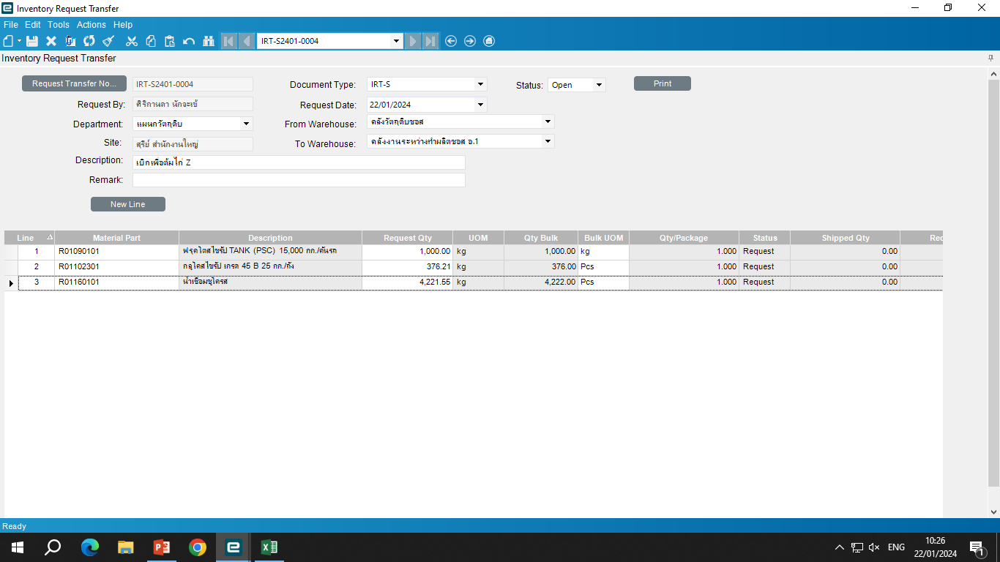 Inventory Request Transfer
File Edit Tools Actions Help
IRT-S2401-0004
Inventory Request Transfer
Request Transfer No... IRT-S2401-0004 Document Type: IRT-S Status: Open Print
Request By: ศิริกานดา นักจะเข้ Request Date: 22/01/2024
Department: แผนกวัตถุดิบ From Warehouse: คลังวัตถุดิบซอส
Site: สุรีย์ สำนักงานใหญ่ To Warehouse: คลังงานระหว่างทำผลิตซอส อ.1
Description: เบิกเพื่อต้มไก่ Z
Remark:
New Line
Line Material Part Description Request Qty UOM Qty Bulk Bulk UOM Qty/Package Status Shipped Qty Rec
1 R01090101 ฟรุคโตสไซรัป TANK (PSC) 15,000 กก./คันรถ 1,000.00 kg 1,000.00 kg 1.000 Request 0.00
2 R01102301 กลูโคสไซรัป เกรด 45 B 25 กก./ถัง 376.21 kg 376.00 Pcs 1.000 Request 0.00
3 R01160101 น้ำเชื่อมซูโครส 4,221.55 kg 4,222.00 Pcs 1.000 Request 0.00
Ready
ENG 10:26
22/01/2024 1